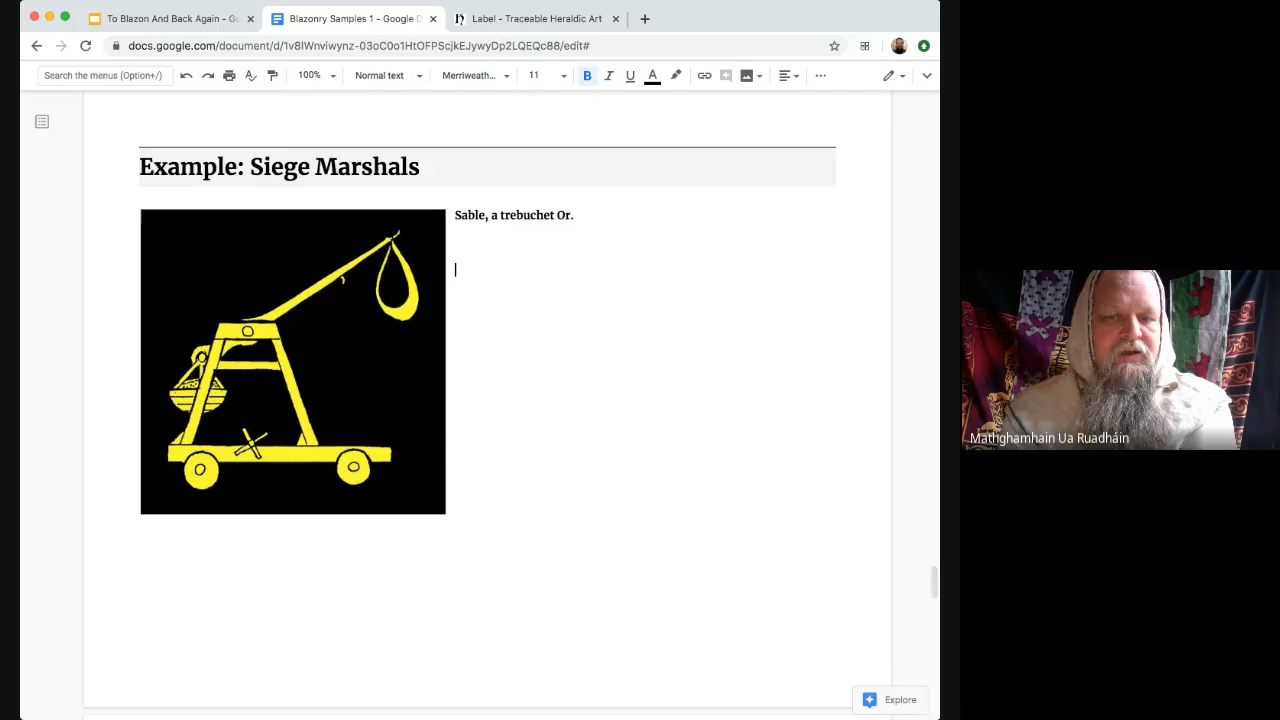 To Blazon And Back Again - Go
Blazonry Samples 1 - Google D
Label - Traceable Heraldic Art
docs.google.com/document/d/1v8lWnviwynz-03oC0o1HtOFPScjkEJywyDp2LQEQc88/edit#
Search the menus (Option+/)
100%
Normal text
Merriweath...
11
B
I
U
A
Example: Siege Marshals
Sable, a trebuchet Or.
Mathghamhain Ua Ruadháin
Explore